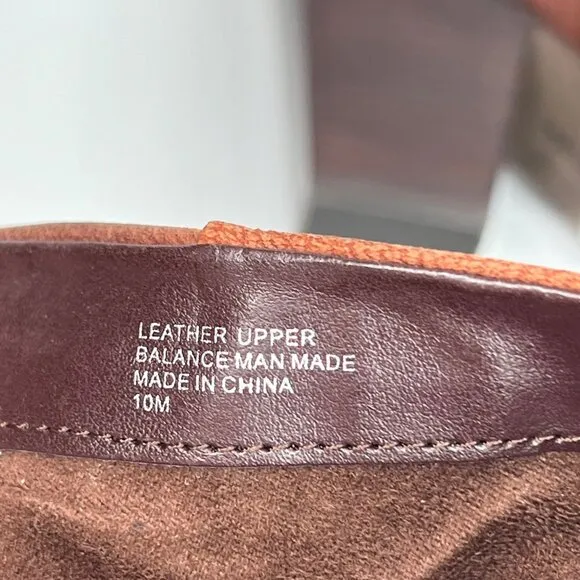 LEATHER UPPER
BALANCE MAN MADE
MADE IN CHINA
10M